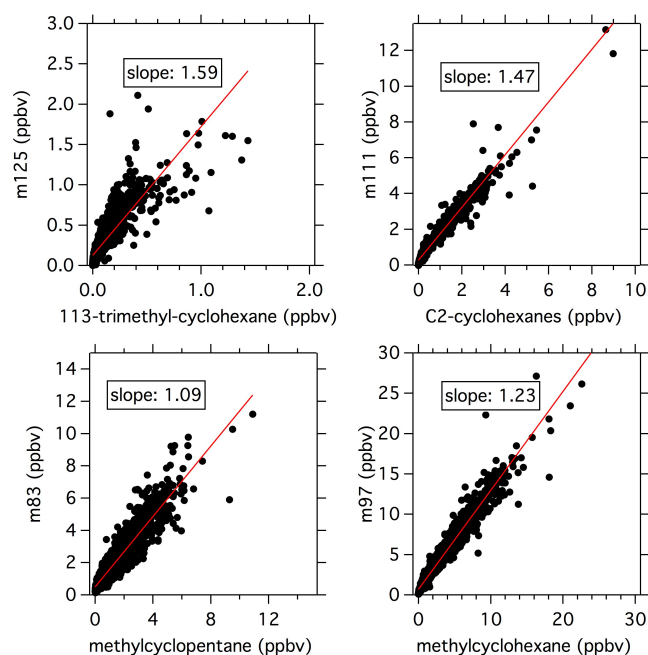 3.0
2.5
2.0
1.5
1.0
0.5
0.0
m125 (ppbv)
slope: 1.59
0.0 1.0 2.0
113-trimethyl-cyclohexane (ppbv)
12
10
8
6
4
2
0
m111 (ppbv)
slope: 1.47
0 2 4 6 8 10
C2-cyclohexanes (ppbv)
14
12
10
8
6
4
2
0
m83 (ppbv)
slope: 1.09
0 4 8 12
methylcyclopentane (ppbv)
30
25
20
15
10
5
0
m97 (ppbv)
slope: 1.23
0 10 20 30
methylcyclohexane (ppbv)